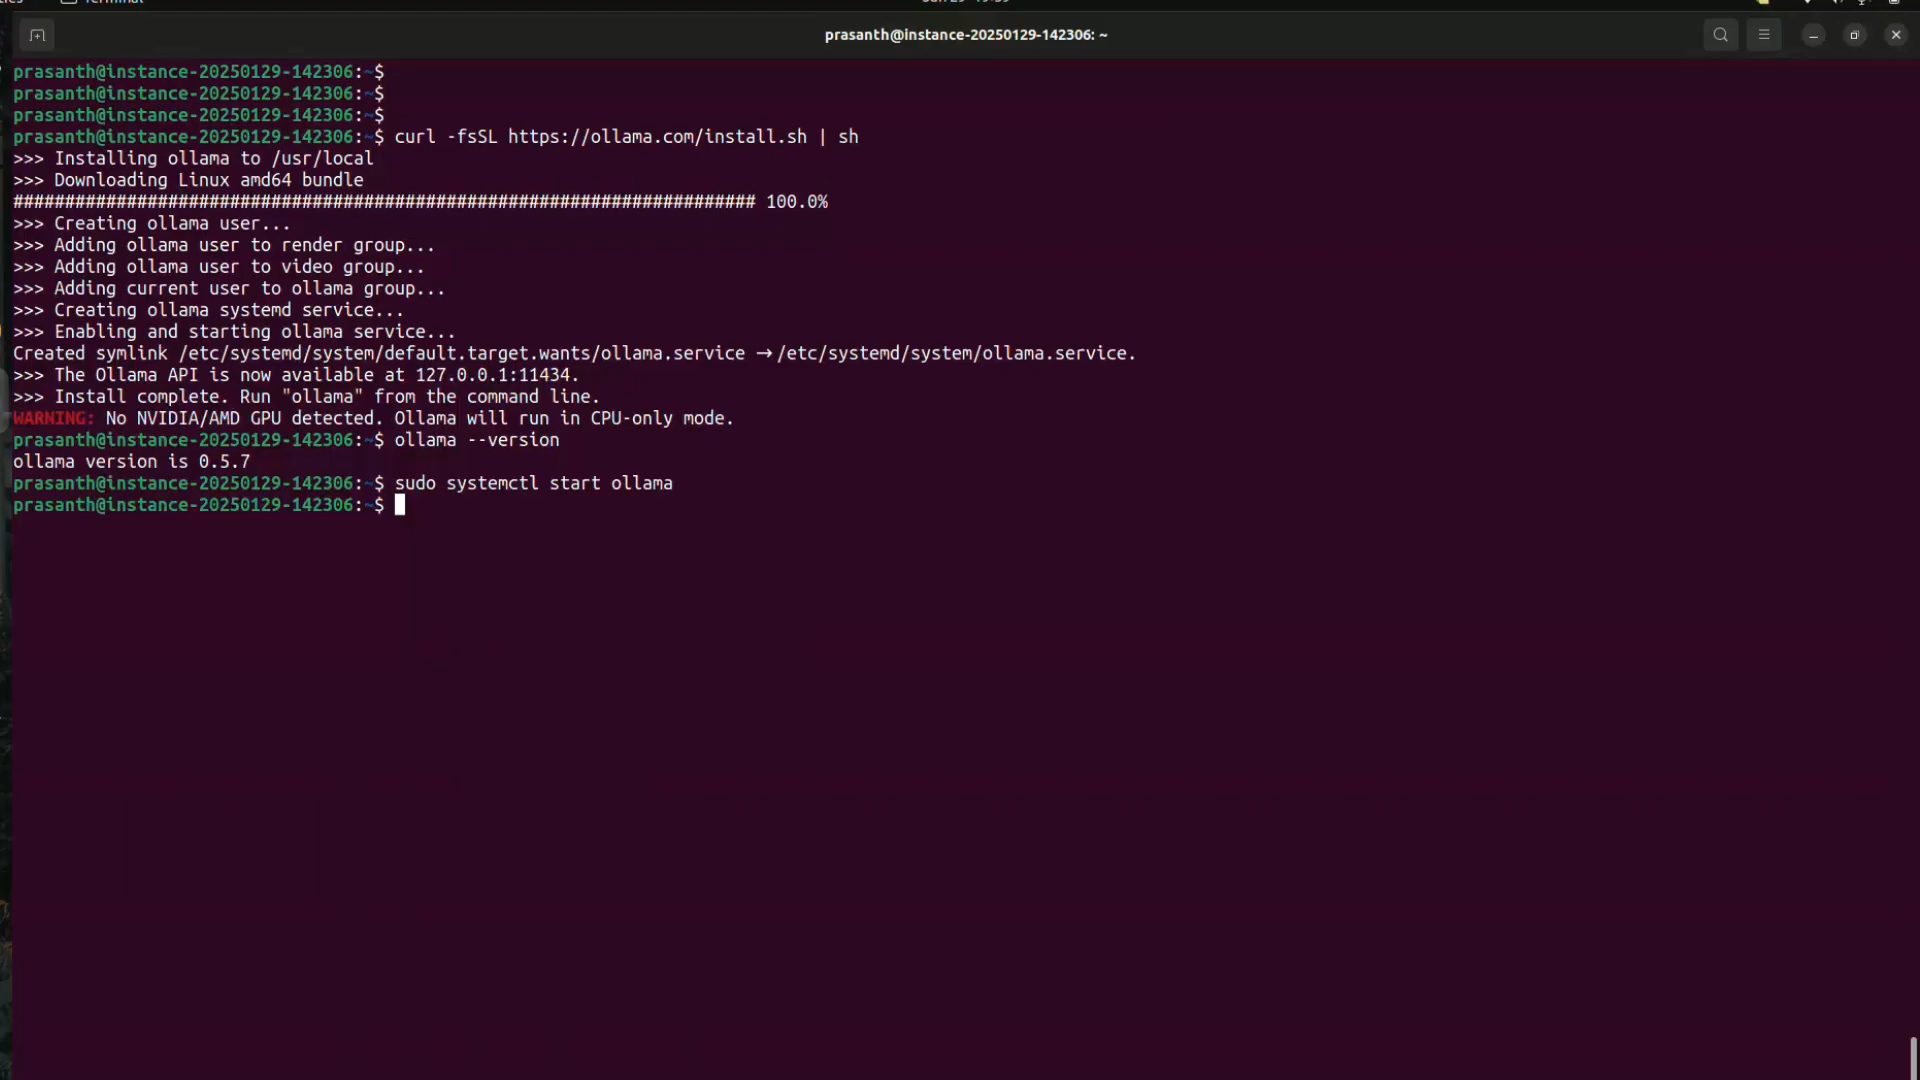 prasanth@instance-20250129-142306: ~
prasanth@instance-20250129-142306:~$
prasanth@instance-20250129-142306:~$
prasanth@instance-20250129-142306:~$
prasanth@instance-20250129-142306:~$ curl -fsSL https://ollama.com/install.sh | sh
>>> Installing ollama to /usr/local
>>> Downloading Linux amd64 bundle
######################################################################## 100.0%
>>> Creating ollama user...
>>> Adding ollama user to render group...
>>> Adding ollama user to video group...
>>> Adding current user to ollama group...
>>> Creating ollama systemd service...
>>> Enabling and starting ollama service...
Created symlink /etc/systemd/system/default.target.wants/ollama.service → /etc/systemd/system/ollama.service.
>>> The Ollama API is now available at 127.0.0.1:11434.
>>> Install complete. Run "ollama" from the command line.
WARNING: No NVIDIA/AMD GPU detected. Ollama will run in CPU-only mode.
prasanth@instance-20250129-142306:~$ ollama --version
ollama version is 0.5.7
prasanth@instance-20250129-142306:~$ sudo systemctl start ollama
prasanth@instance-20250129-142306:~$